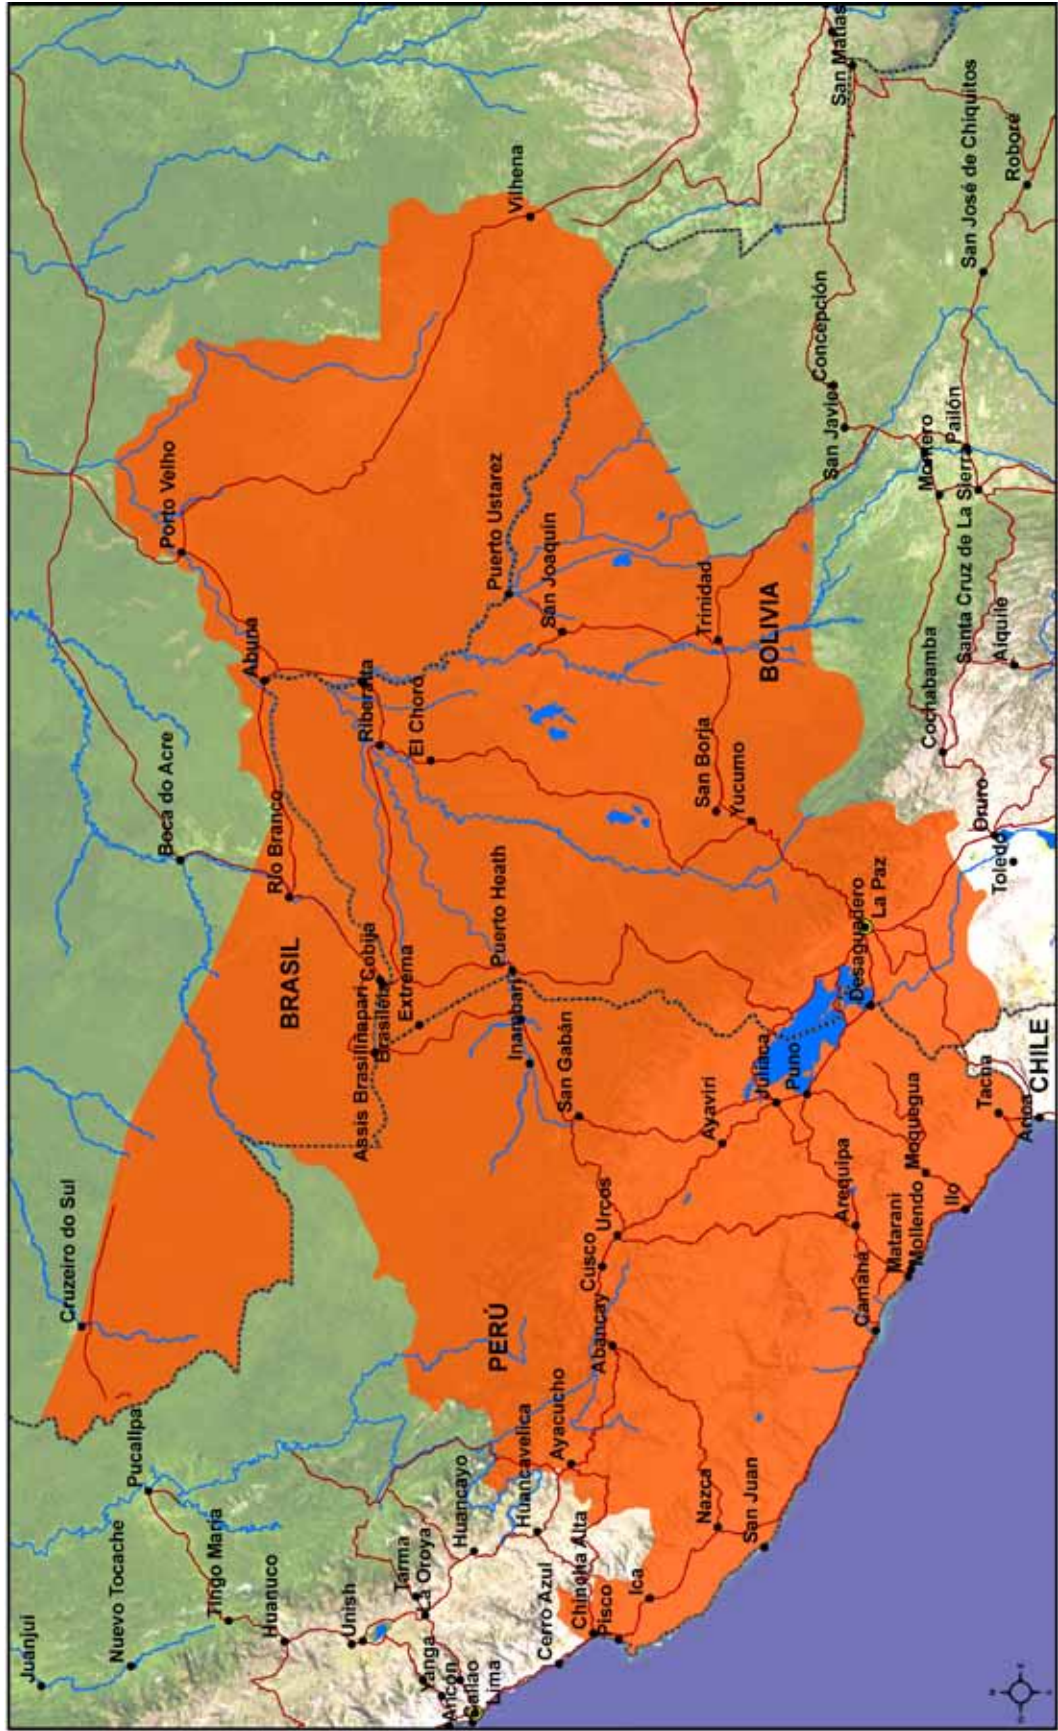 Juanjui
Nuevo Tocache
Pucallpa
Tingo María
Huanuco
Unish
Tarma
La Oroya
Yanga
Ancón
Callao
Lima
Huancayo
Huancavelica
Ayacucho
Cerro Azul
Chincha Alta
Pisco
Ica
Nazca
San Juan
Cruzeiro do Sul
PERÚ
Abancay
Cusco
Urcos
Camaná
Arequipa
Matarani
Mollendo
Moquegua
Ilo
Tacna
Arica
CHILE
Ayaviri
Juliaca
Puno
San Gabán
Inambari
Puerto Heath
Assis Brasil
Iñapari
Brasiléia
Cobija
Extrema
BRASIL
Río Branco
Boca do Acre
Desaguadero
La Paz
Toledo
Oruro
Yucumo
San Borja
El Choro
Riberalta
Abuna
Porto Velho
Puerto Ustarez
San Joaquín
Trinidad
BOLIVIA
Cochabamba
Aiquile
Santa Cruz de La Sierra
Montero
Pailón
San Javier
Concepción
San José de Chiquitos
Roboré
San Matías
Vilhena